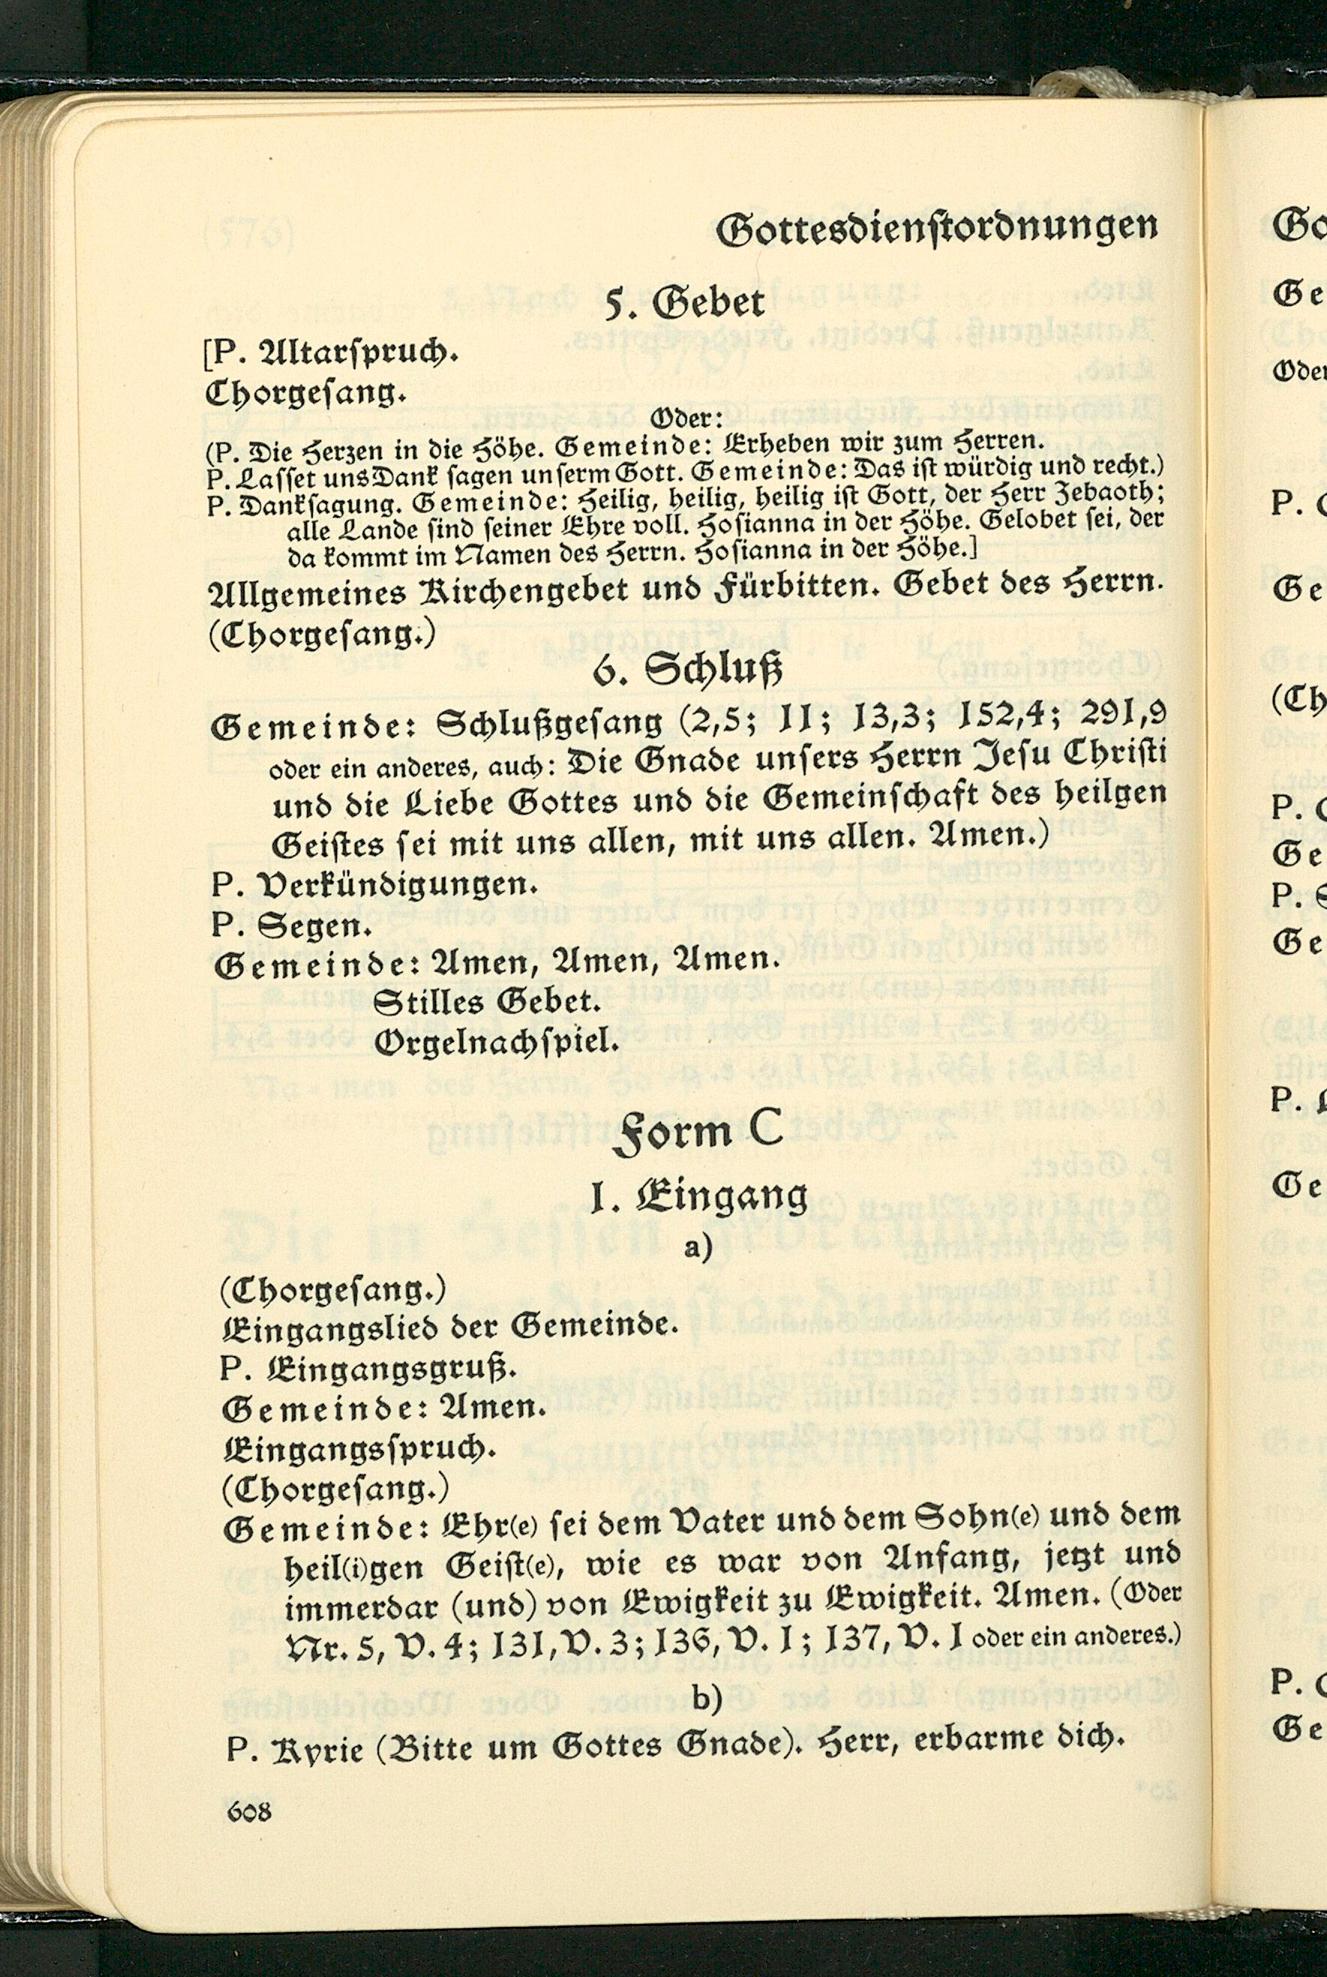 Gottesdienstordnungen
5. Gebet
[P. Altarspruch.
Chorgesang.
Oder:
(P. Die Herzen in die Höhe. Gemeinde: Erheben wir zum Herren.
P. Lasset uns Dank sagen unserm Gott. Gemeinde: Das ist würdig und recht.)
P. Danksagung. Gemeinde: Heilig, heilig, heilig ist Gott, der Herr Zebaoth;
alle Lande sind seiner Ehre voll. Hosianna in der Höhe. Gelobet sei, der
da kommt im Namen des Herrn. Hosianna in der Höhe.]
Allgemeines Kirchengebet und Fürbitten. Gebet des Herrn.
(Chorgesang.)
6. Schluß
Gemeinde: Schlußgesang (2,5; 11; 13,3; 152,4; 291,9
oder ein anderes, auch: Die Gnade unsers Herrn Jesu Christi
und die Liebe Gottes und die Gemeinschaft des heilgen
Geistes sei mit uns allen, mit uns allen. Amen.)
P. Verkündigungen.
P. Segen.
Gemeinde: Amen, Amen, Amen.
Stilles Gebet.
Orgelnachspiel.
Form C
1. Eingang
a)
(Chorgesang.)
Eingangslied der Gemeinde.
P. Eingangsgruß.
Gemeinde: Amen.
Eingangsspruch.
(Chorgesang.)
Gemeinde: Ehr(e) sei dem Vater und dem Sohn(e) und dem
heil(i)gen Geist(e), wie es war von Anfang, jetzt und
immerdar (und) von Ewigkeit zu Ewigkeit. Amen. (Oder
Nr. 5, V. 4; 131, V. 3; 136, V. 1; 137, V. 1 oder ein anderes.)
b)
P. Kyrie (Bitte um Gottes Gnade). Herr, erbarme dich.
608